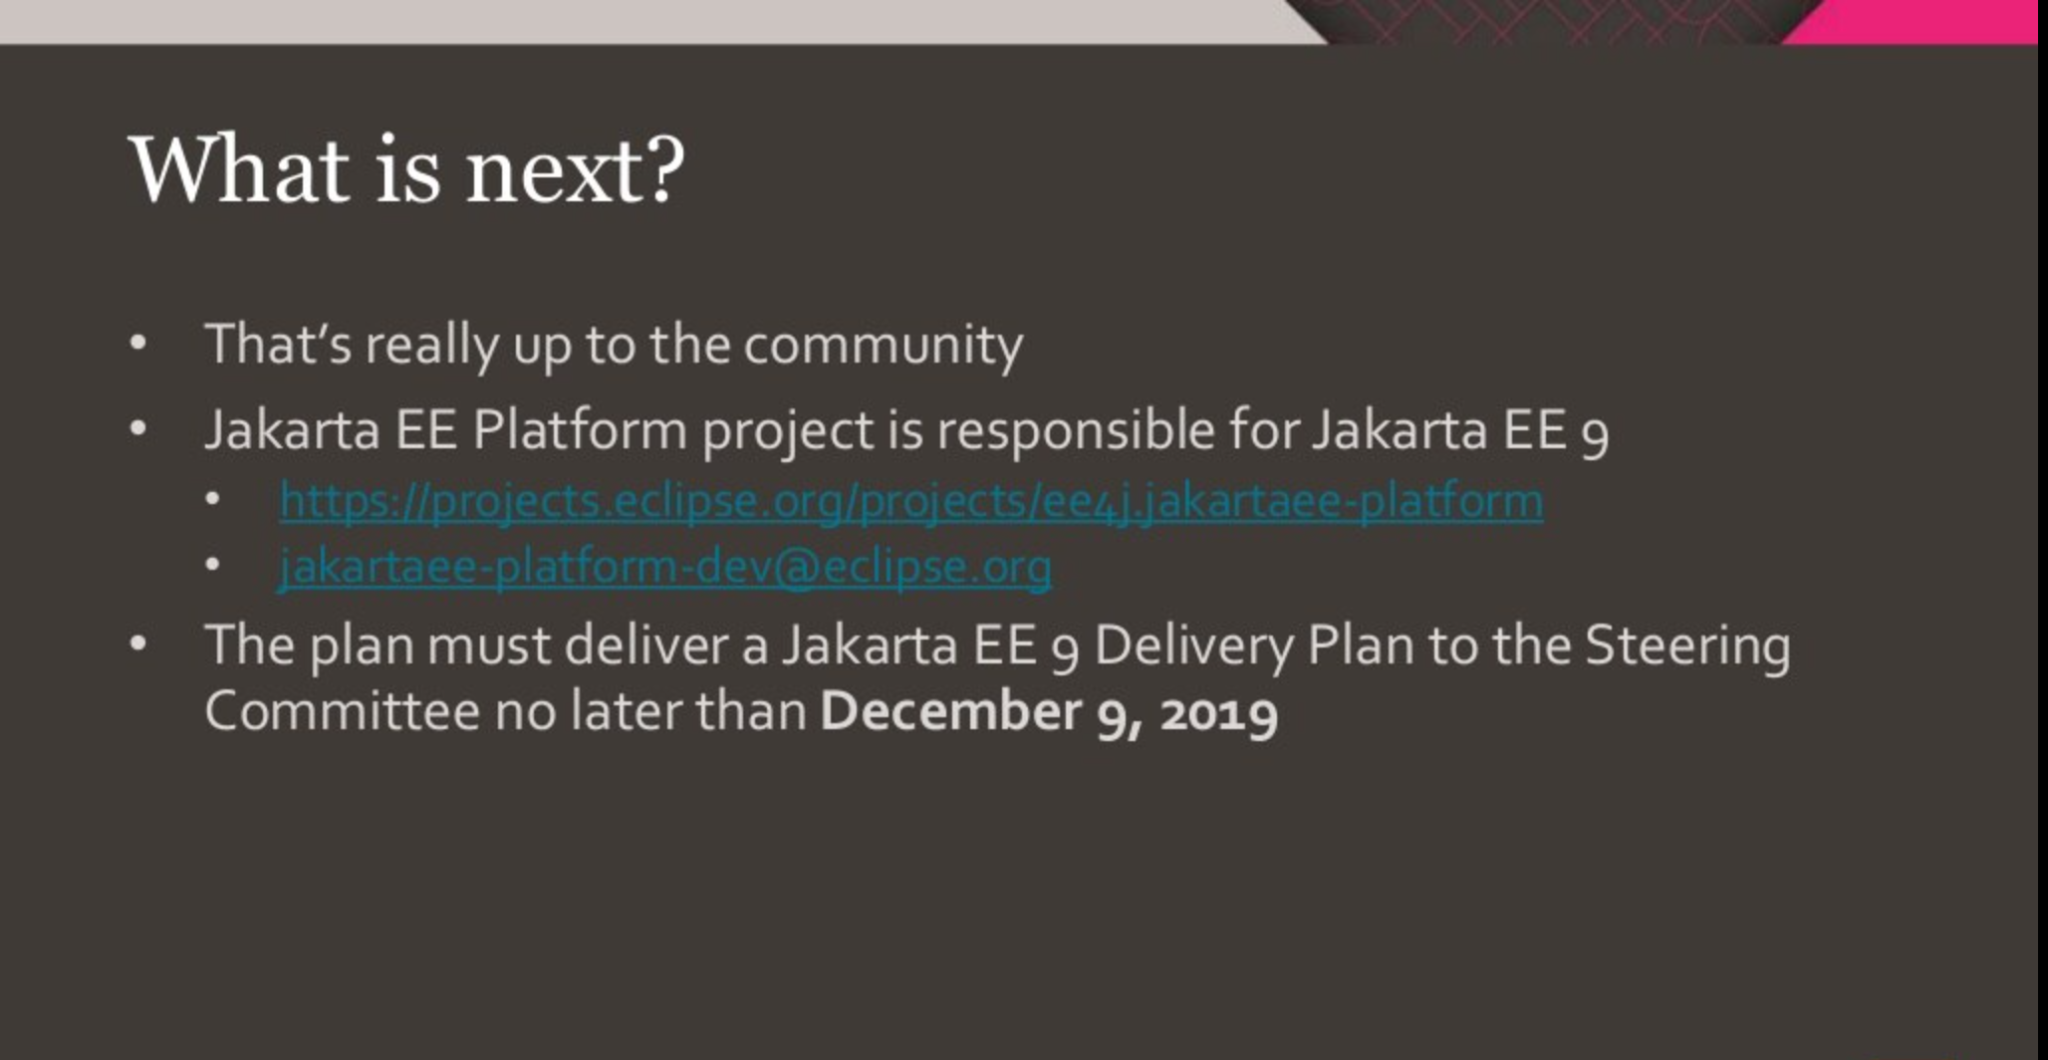 What is next?
• That’s really up to the community
• Jakarta EE Platform project is responsible for Jakarta EE 9
• https://projects.eclipse.org/projects/ee4j.jakartaee-platform
• jakartaee-platform-dev@eclipse.org
• The plan must deliver a Jakarta EE 9 Delivery Plan to the Steering
Committee no later than December 9, 2019